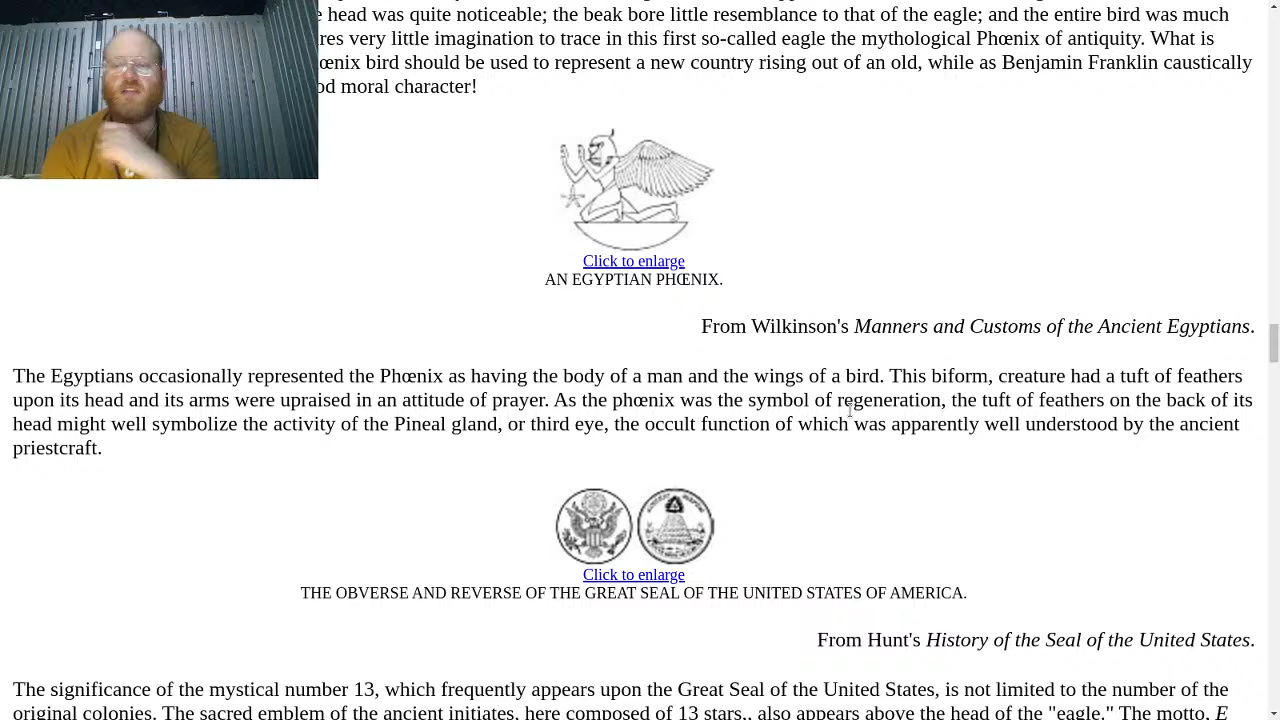 head was quite noticeable; the beak bore little resemblance to that of the eagle; and the entire bird was much
res very little imagination to trace in this first so-called eagle the mythological Phœnix of antiquity. What is
œnix bird should be used to represent a new country rising out of an old, while as Benjamin Franklin caustically
od moral character!
Click to enlarge
AN EGYPTIAN PHŒNIX.
From Wilkinson's Manners and Customs of the Ancient Egyptians.
The Egyptians occasionally represented the Phœnix as having the body of a man and the wings of a bird. This biform, creature had a tuft of feathers
upon its head and its arms were upraised in an attitude of prayer. As the phœnix was the symbol of regeneration, the tuft of feathers on the back of its
head might well symbolize the activity of the Pineal gland, or third eye, the occult function of which was apparently well understood by the ancient
priestcraft.
Click to enlarge
THE OBVERSE AND REVERSE OF THE GREAT SEAL OF THE UNITED STATES OF AMERICA.
From Hunt's History of the Seal of the United States.
The significance of the mystical number 13, which frequently appears upon the Great Seal of the United States, is not limited to the number of the
original colonies. The sacred emblem of the ancient initiates, here composed of 13 stars,, also appears above the head of the "eagle." The motto, E